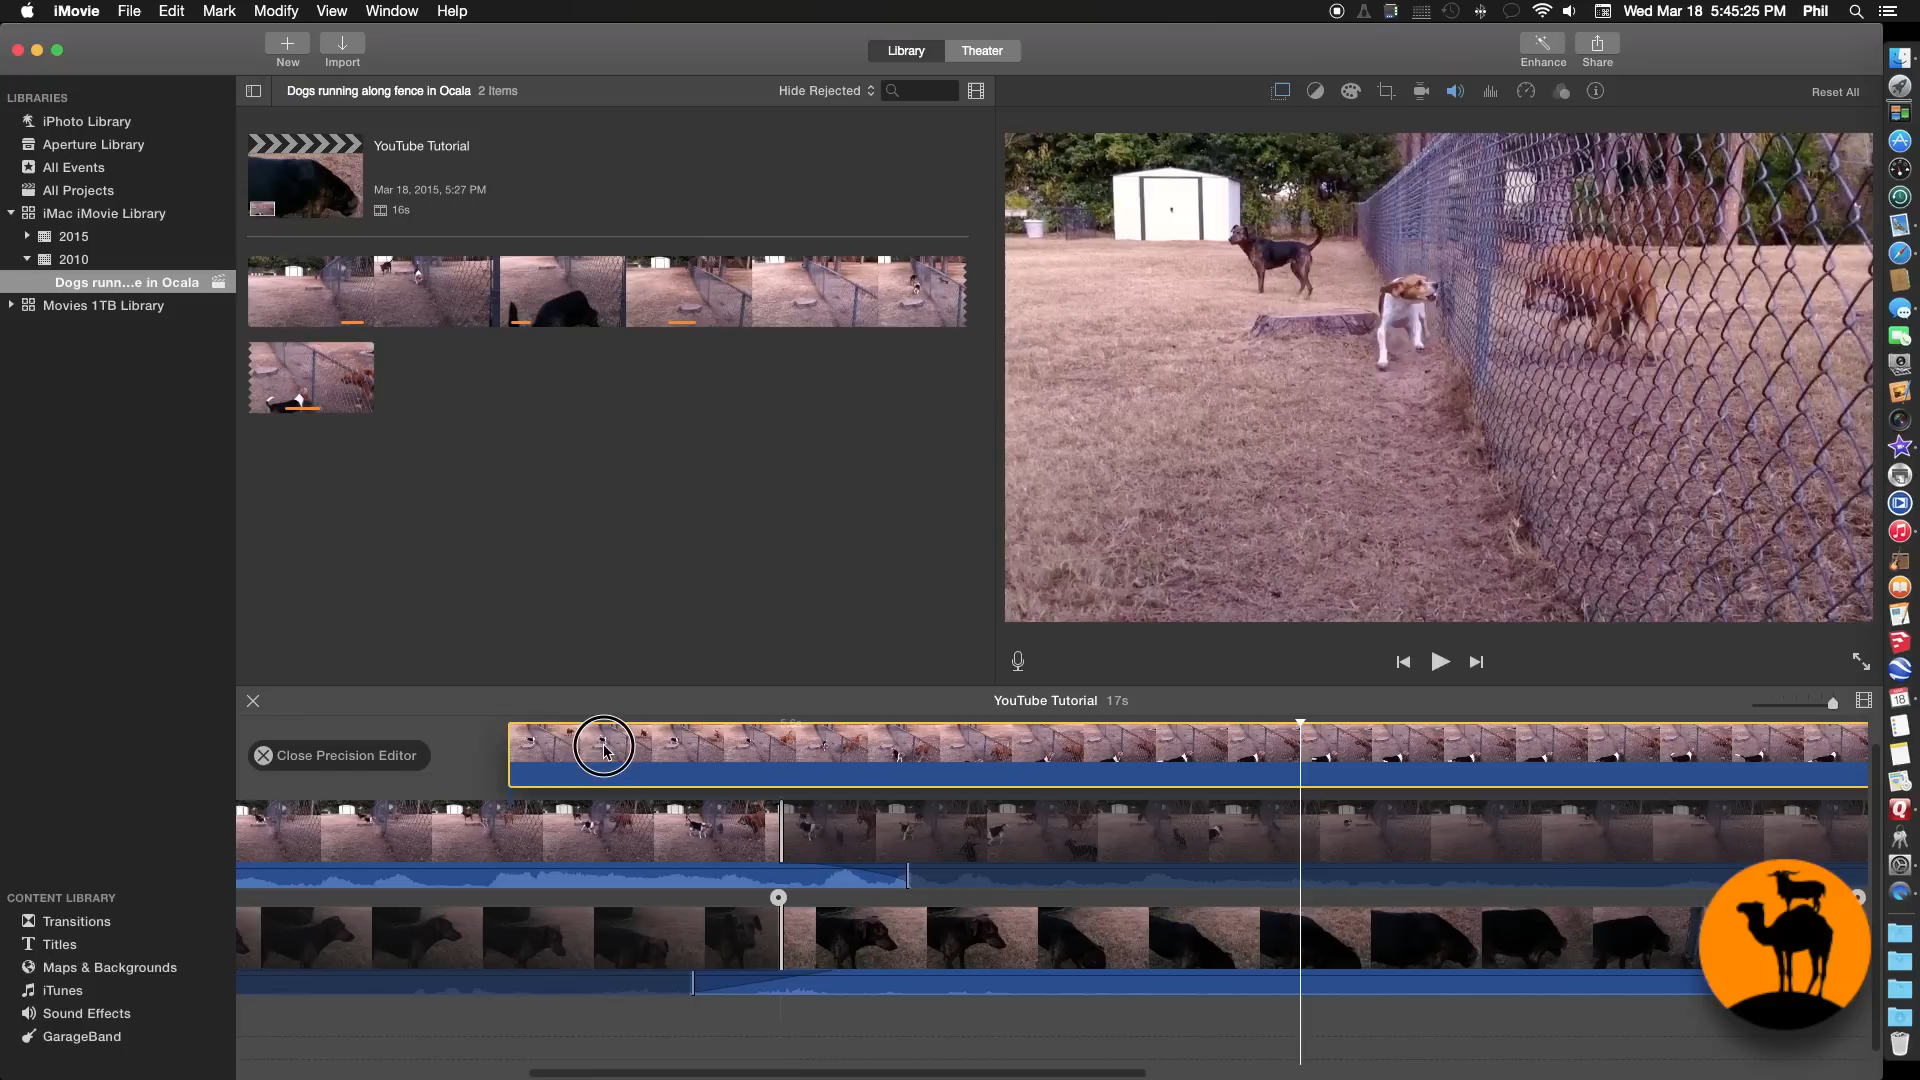 iMovie File Edit Mark Modify View Window Help Wed Mar 18 5:45:25 PM Phil
Library Theater
New Import Enhance Share
LIBRARIES
iPhoto Library
Aperture Library
All Events
All Projects
iMac iMovie Library
2015
2010
Dogs runn...e in Ocala
Movies 1TB Library
Dogs running along fence in Ocala 2 Items Hide Rejected
Reset All
YouTube Tutorial
Mar 18, 2015, 5:27 PM
16s
YouTube Tutorial 17s
Close Precision Editor
CONTENT LIBRARY
Transitions
Titles
Maps & Backgrounds
iTunes
Sound Effects
GarageBand
18